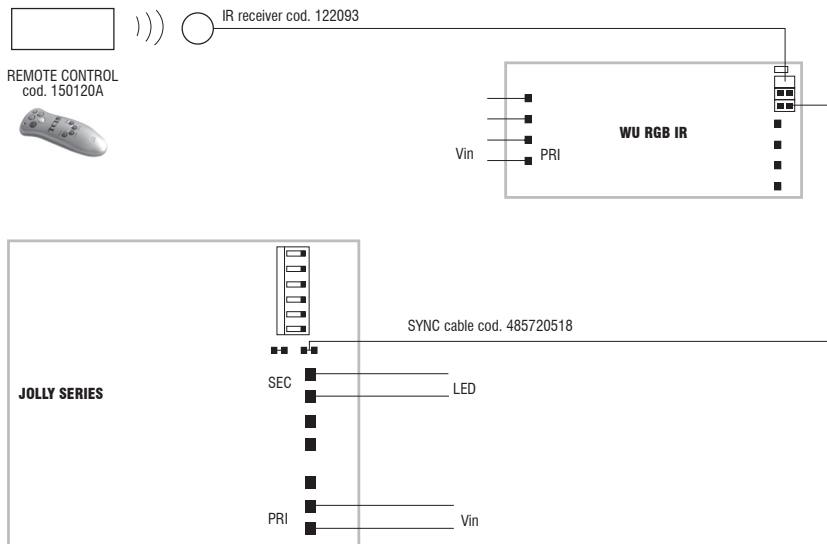 IR receiver cod. 122093
REMOTE CONTROL
cod. 150120A
WU RGB IR
Vin
PRI
SYNC cable cod. 485720518
SEC
LED
JOLLY SERIES
PRI
Vin